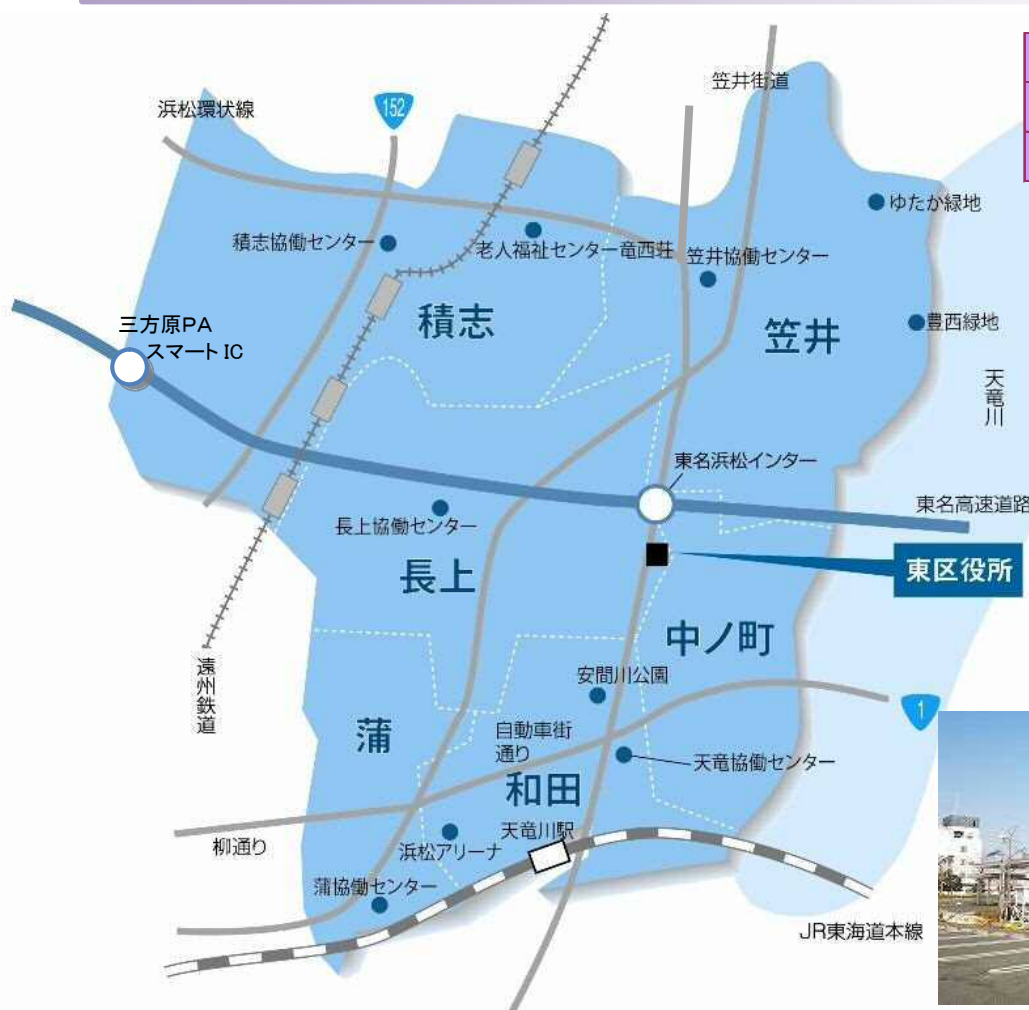 笠井街道
浜松環状線
152
ゆたか緑地
積志協働センター
老人福祉センター竜西荘
笠井協働センター
積志
笠井
豊西緑地
三方原PA
スマートIC
天竜川
東名浜松インター
東名高速道路
長上協働センター
長上
東区役所
中ノ町
遠州鉄道
安間川公園
1
蒲
自動車街
通り
天竜協働センター
和田
天竜川駅
柳通り
浜松アリーナ
蒲協働センター
JR東海道本線